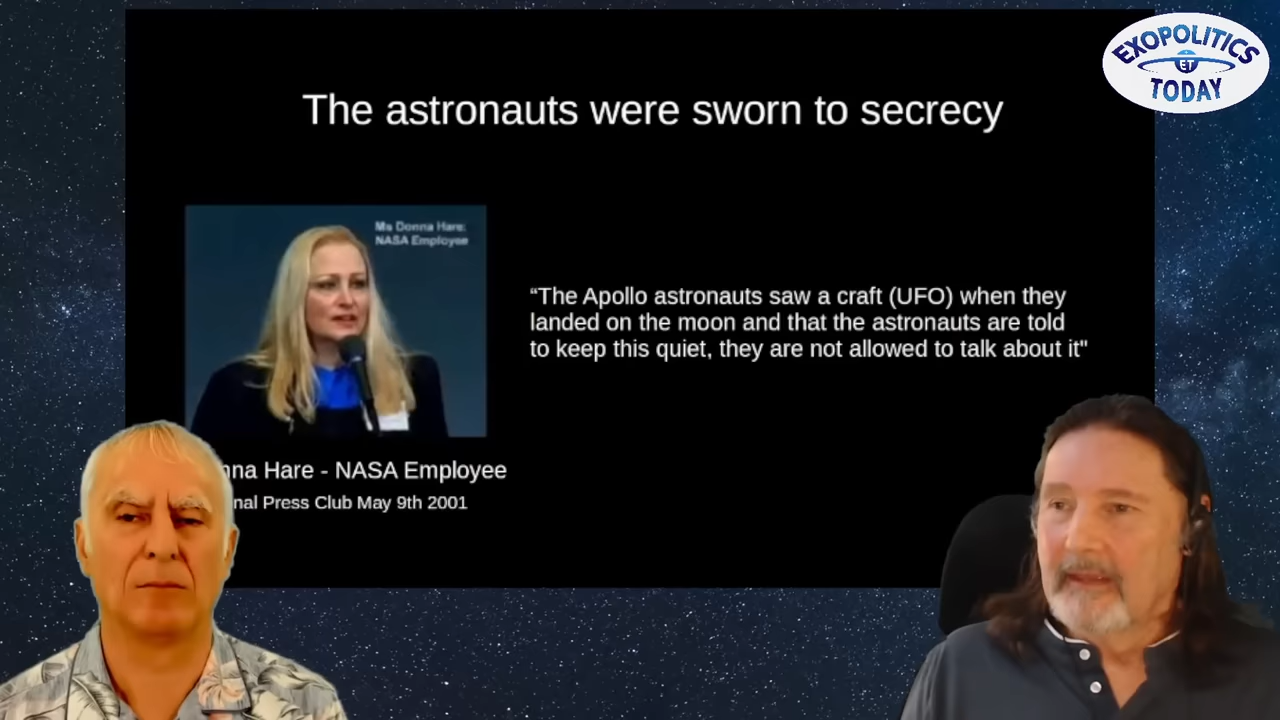 EXOPOLITICS
ET
TODAY
The astronauts were sworn to secrecy
Ms Donna Hare:
NASA Employee
“The Apollo astronauts saw a craft (UFO) when they
landed on the moon and that the astronauts are told
to keep this quiet, they are not allowed to talk about it"
nna Hare - NASA Employee
nal Press Club May 9th 2001